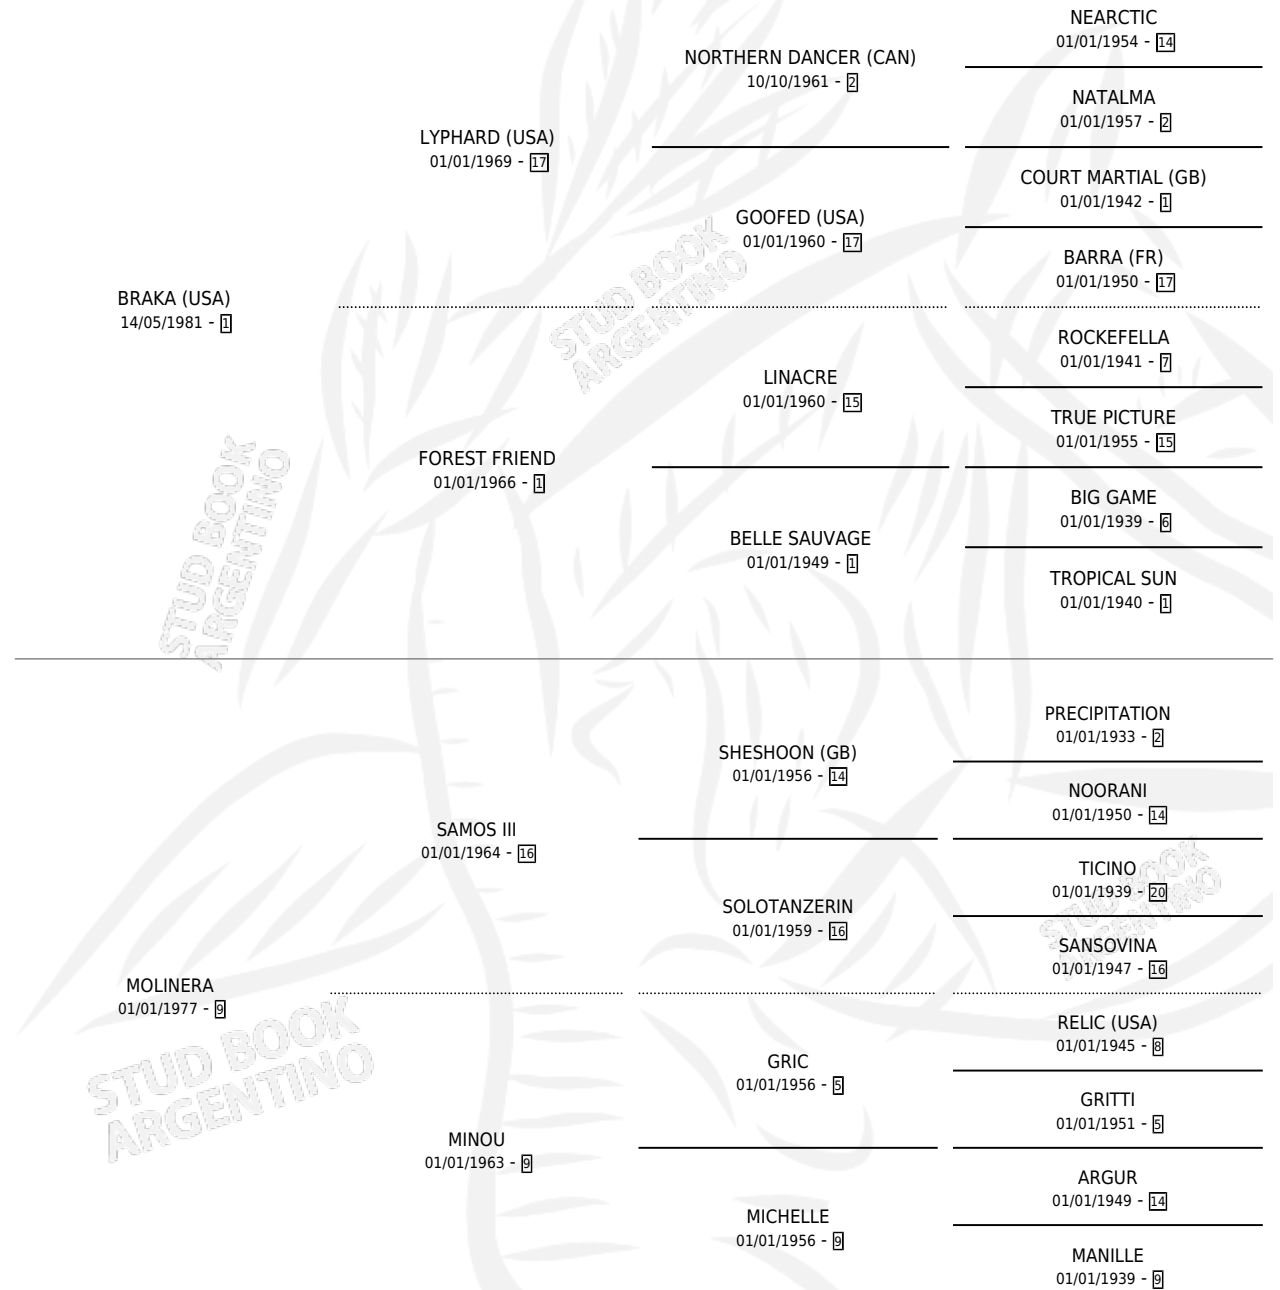 NEARCTIC
01/01/1954 - 14
NORTHERN DANCER (CAN)
10/10/1961 - 2
NATALMA
01/01/1957 - 2
LYPHARD (USA)
01/01/1969 - 17
COURT MARTIAL (GB)
01/01/1942 - 1
GOOFED (USA)
01/01/1960 - 17
BARRA (FR)
01/01/1950 - 17
BRAKA (USA)
14/05/1981 - 1
STUD BOOK
ARGENTINO
ROCKEFELLA
01/01/1941 - 7
LINACRE
01/01/1960 - 15
TRUE PICTURE
01/01/1955 - 15
FOREST FRIEND
01/01/1966 - 1
BIG GAME
01/01/1939 - 6
BELLE SAUVAGE
01/01/1949 - 1
TROPICAL SUN
01/01/1940 - 1
STUD BOOK
ARGENTINO
PRECIPITATION
01/01/1933 - 2
SHESHOON (GB)
01/01/1956 - 14
NOORANI
01/01/1950 - 14
SAMOS III
01/01/1964 - 16
TICINO
01/01/1939 - 20
SOLOTANZERIN
01/01/1959 - 16
STUD BOOK
ARGENTINO
SANSOVINA
01/01/1947 - 16
MOLINERA
01/01/1977 - 9
STUD BOOK
ARGENTINO
RELIC (USA)
01/01/1945 - 8
GRIC
01/01/1956 - 5
GRITTI
01/01/1951 - 5
MINOU
01/01/1963 - 9
ARGUR
01/01/1949 - 14
MICHELLE
01/01/1956 - 9
MANILLE
01/01/1939 - 9